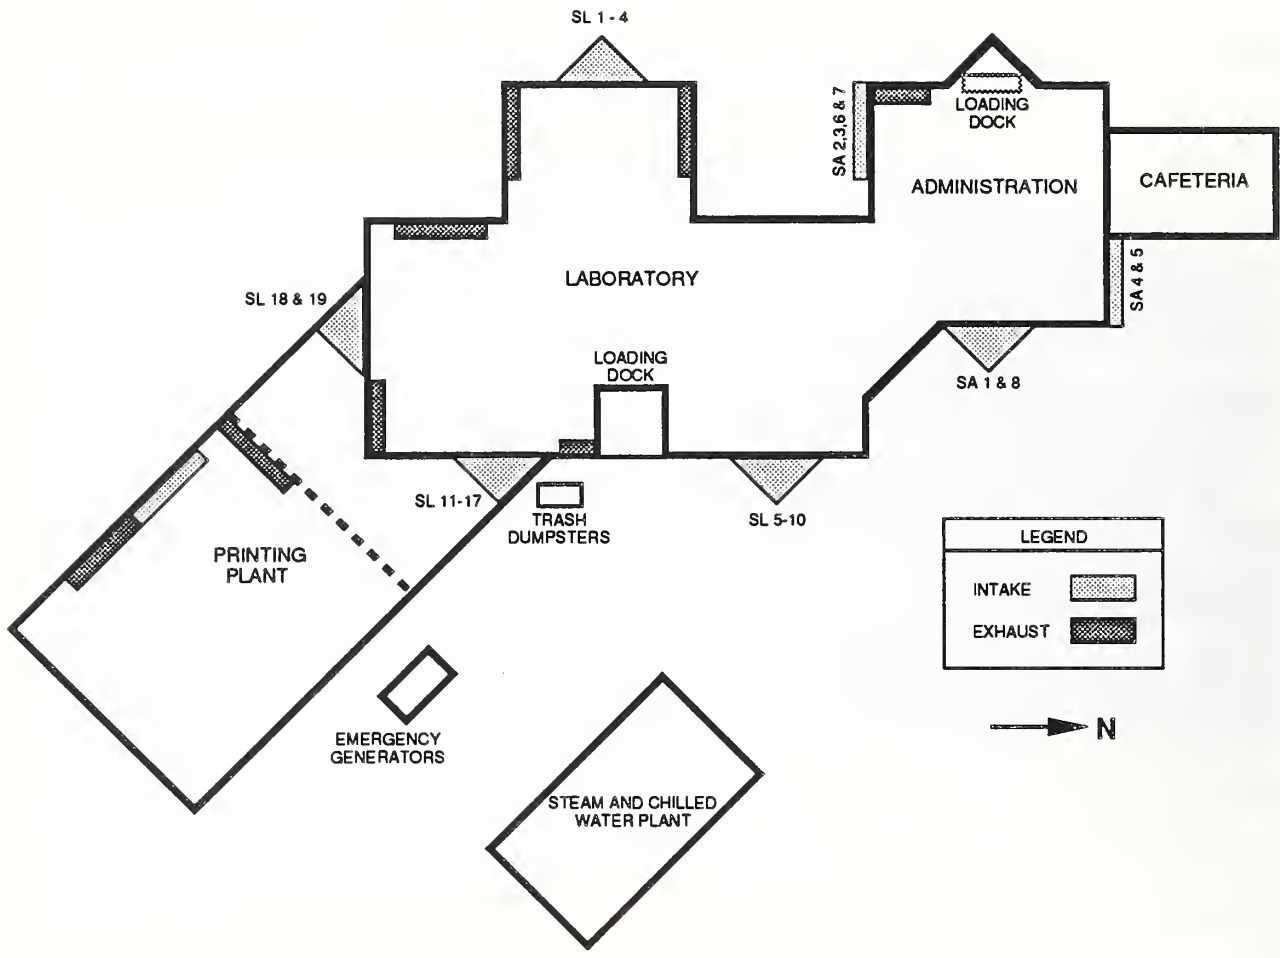 SL 1 - 4
SA 2,3,6 & 7
LOADING
DOCK
ADMINISTRATION
CAFETERIA
LABORATORY
SA 4 & 5
SL 18 & 19
LOADING
DOCK
SA 1 & 8
SL 11-17
TRASH
DUMPSTERS
SL 5-10
PRINTING
PLANT
LEGEND
INTAKE
EXHAUST
N
EMERGENCY
GENERATORS
STEAM AND CHILLED
WATER PLANT